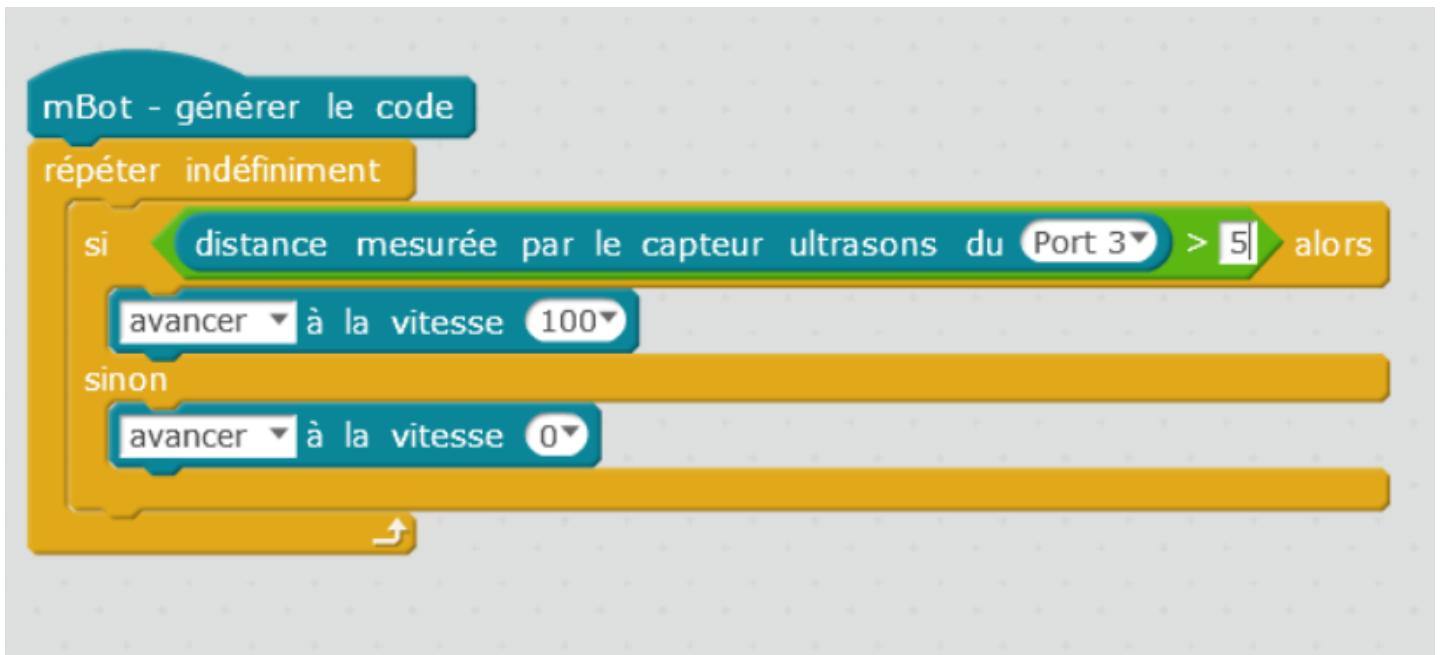 mBot - générer le code
répéter indéfiniment
si distance mesurée par le capteur ultrasons du Port 3 > 5 alors
avancer à la vitesse 100
sinon
avancer à la vitesse 0